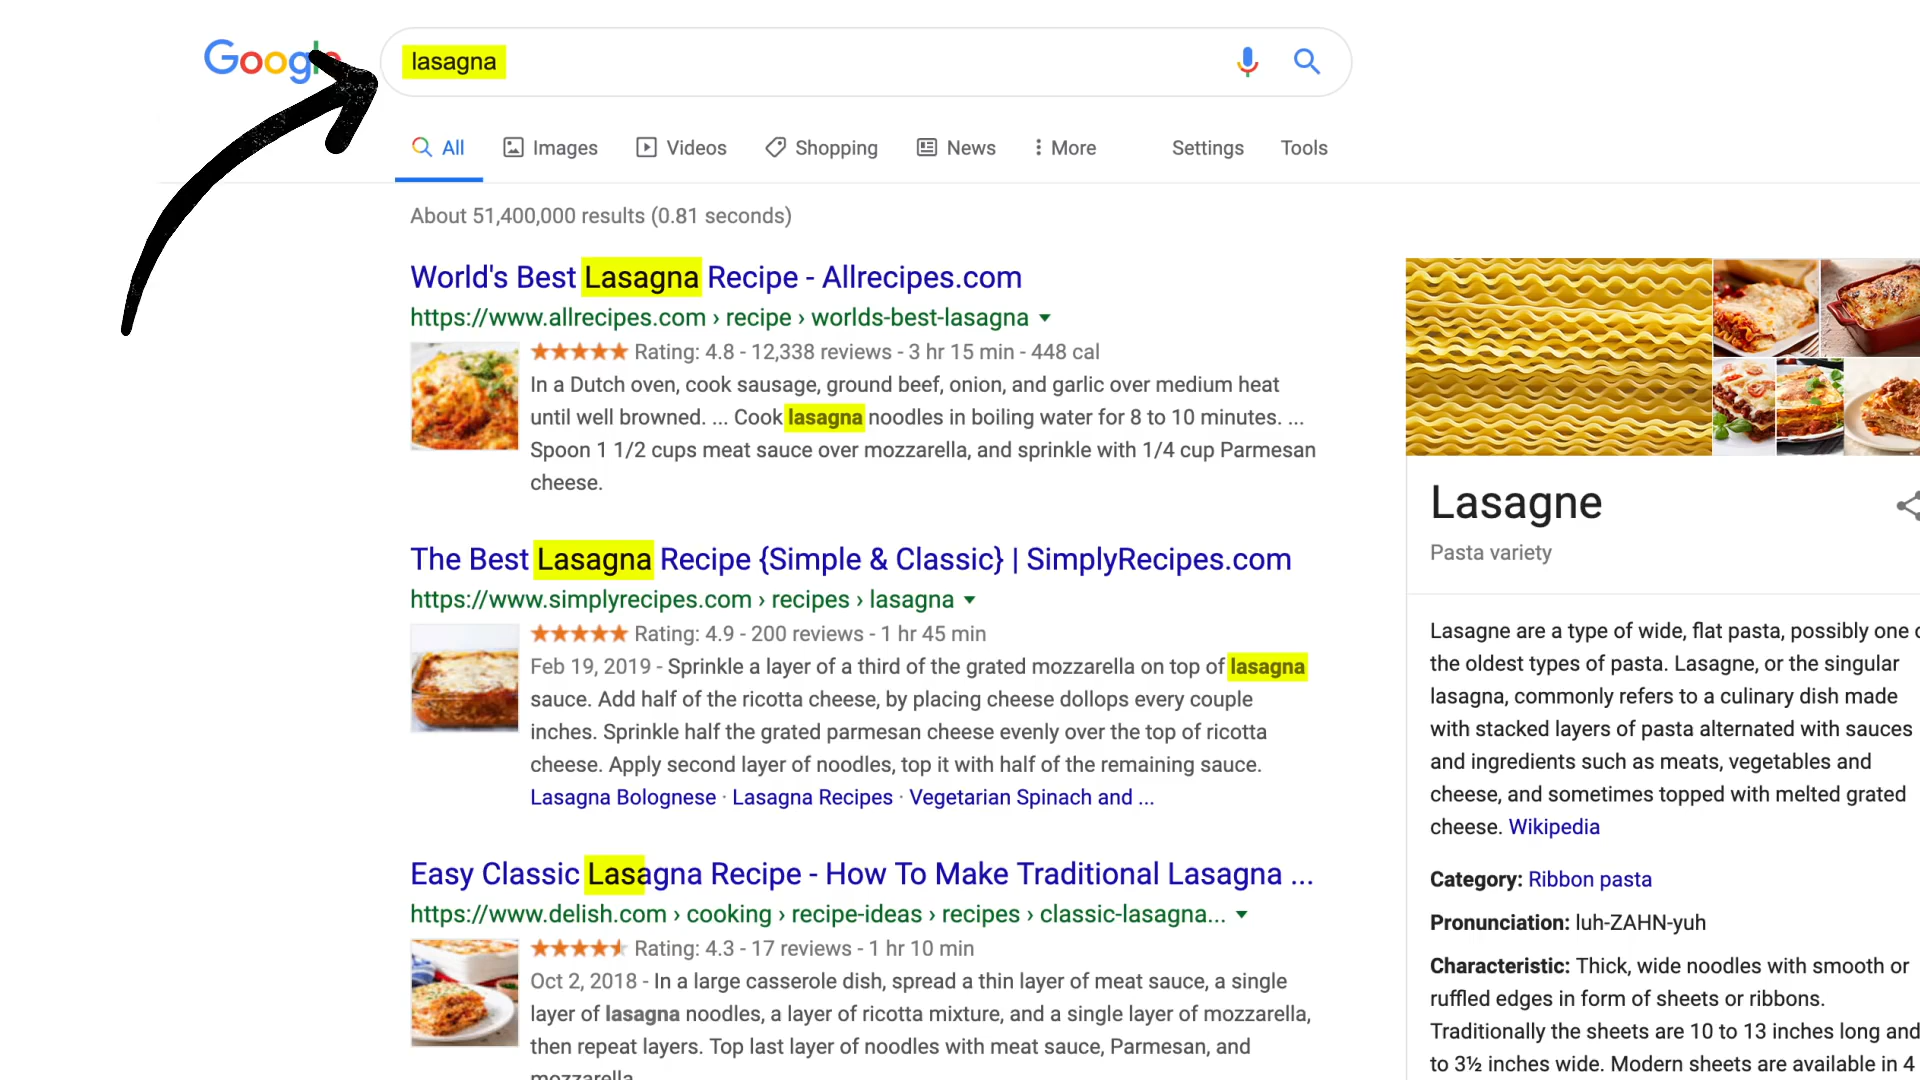 Google
lasagna
All Images Videos Shopping News More Settings Tools
About 51,400,000 results (0.81 seconds)
World's Best Lasagna Recipe - Allrecipes.com
https://www.allrecipes.com › recipe › worlds-best-lasagna
Rating: 4.8 - 12,338 reviews - 3 hr 15 min - 448 cal
In a Dutch oven, cook sausage, ground beef, onion, and garlic over medium heat
until well browned. ... Cook lasagna noodles in boiling water for 8 to 10 minutes. ...
Spoon 1 1/2 cups meat sauce over mozzarella, and sprinkle with 1/4 cup Parmesan
cheese.
The Best Lasagna Recipe {Simple & Classic} | SimplyRecipes.com
https://www.simplyrecipes.com › recipes › lasagna
Rating: 4.9 - 200 reviews - 1 hr 45 min
Feb 19, 2019 - Sprinkle a layer of a third of the grated mozzarella on top of lasagna
sauce. Add half of the ricotta cheese, by placing cheese dollops every couple
inches. Sprinkle half the grated parmesan cheese evenly over the top of ricotta
cheese. Apply second layer of noodles, top it with half of the remaining sauce.
Lasagna Bolognese · Lasagna Recipes · Vegetarian Spinach and ...
Easy Classic Lasagna Recipe - How To Make Traditional Lasagna ...
https://www.delish.com › cooking › recipe-ideas › recipes › classic-lasagna...
Rating: 4.3 - 17 reviews - 1 hr 10 min
Oct 2, 2018 - In a large casserole dish, spread a thin layer of meat sauce, a single
layer of lasagna noodles, a layer of ricotta mixture, and a single layer of mozzarella,
then repeat layers. Top last layer of noodles with meat sauce, Parmesan, and
mozzarella
Lasagne
Pasta variety
Lasagne are a type of wide, flat pasta, possibly one
the oldest types of pasta. Lasagne, or the singular
lasagna, commonly refers to a culinary dish made
with stacked layers of pasta alternated with sauces
and ingredients such as meats, vegetables and
cheese, and sometimes topped with melted grated
cheese. Wikipedia
Category: Ribbon pasta
Pronunciation: luh-ZAHN-yuh
Characteristic: Thick, wide noodles with smooth or
ruffled edges in form of sheets or ribbons.
Traditionally the sheets are 10 to 13 inches long and
to 3½ inches wide. Modern sheets are available in 4